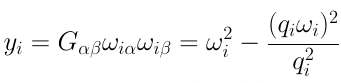 $y_i = G_{\alpha\beta}\omega_{i\alpha}\omega_{i\beta} = \omega_i^2 - \frac{(q_i\omega_i)^2}{q_i^2}$